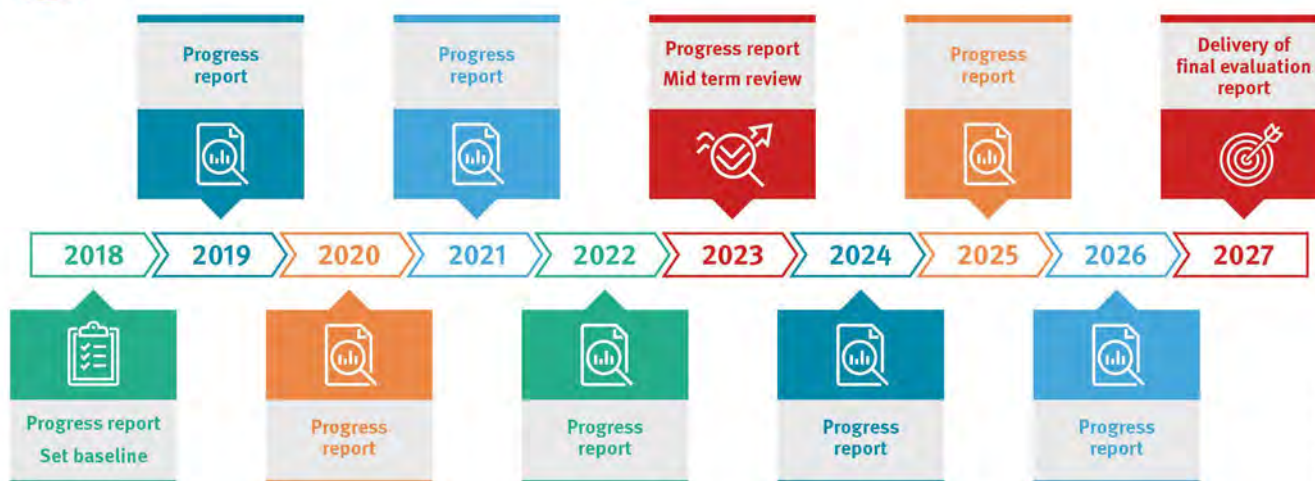 Progress
report
Progress
report
Progress report
Mid term review
Progress
report
Delivery of
final evaluation
report
2018
2019
2020
2021
2022
2023
2024
2025
2026
2027
Progress report
Set baseline
Progress
report
Progress
report
Progress
report
Progress
report